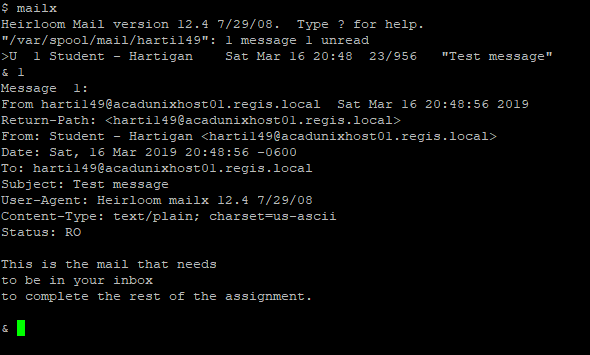 $ mailx
Heirloom Mail version 12.4 7/29/08.  Type ? for help.
"/var/spool/mail/harti149": 1 message 1 unread
>U  1 Student - Hartigan    Sat Mar 16 20:48  23/956   "Test message"
& 1
Message  1:
From harti149@acadunixhost01.regis.local  Sat Mar 16 20:48:56 2019
Return-Path: <harti149@acadunixhost01.regis.local>
From: Student - Hartigan <harti149@acadunixhost01.regis.local>
Date: Sat, 16 Mar 2019 20:48:56 -0600
To: harti149@acadunixhost01.regis.local
Subject: Test message
User-Agent: Heirloom mailx 12.4 7/29/08
Content-Type: text/plain; charset=us-ascii
Status: RO

This is the mail that needs
to be in your inbox
to complete the rest of the assignment.

&